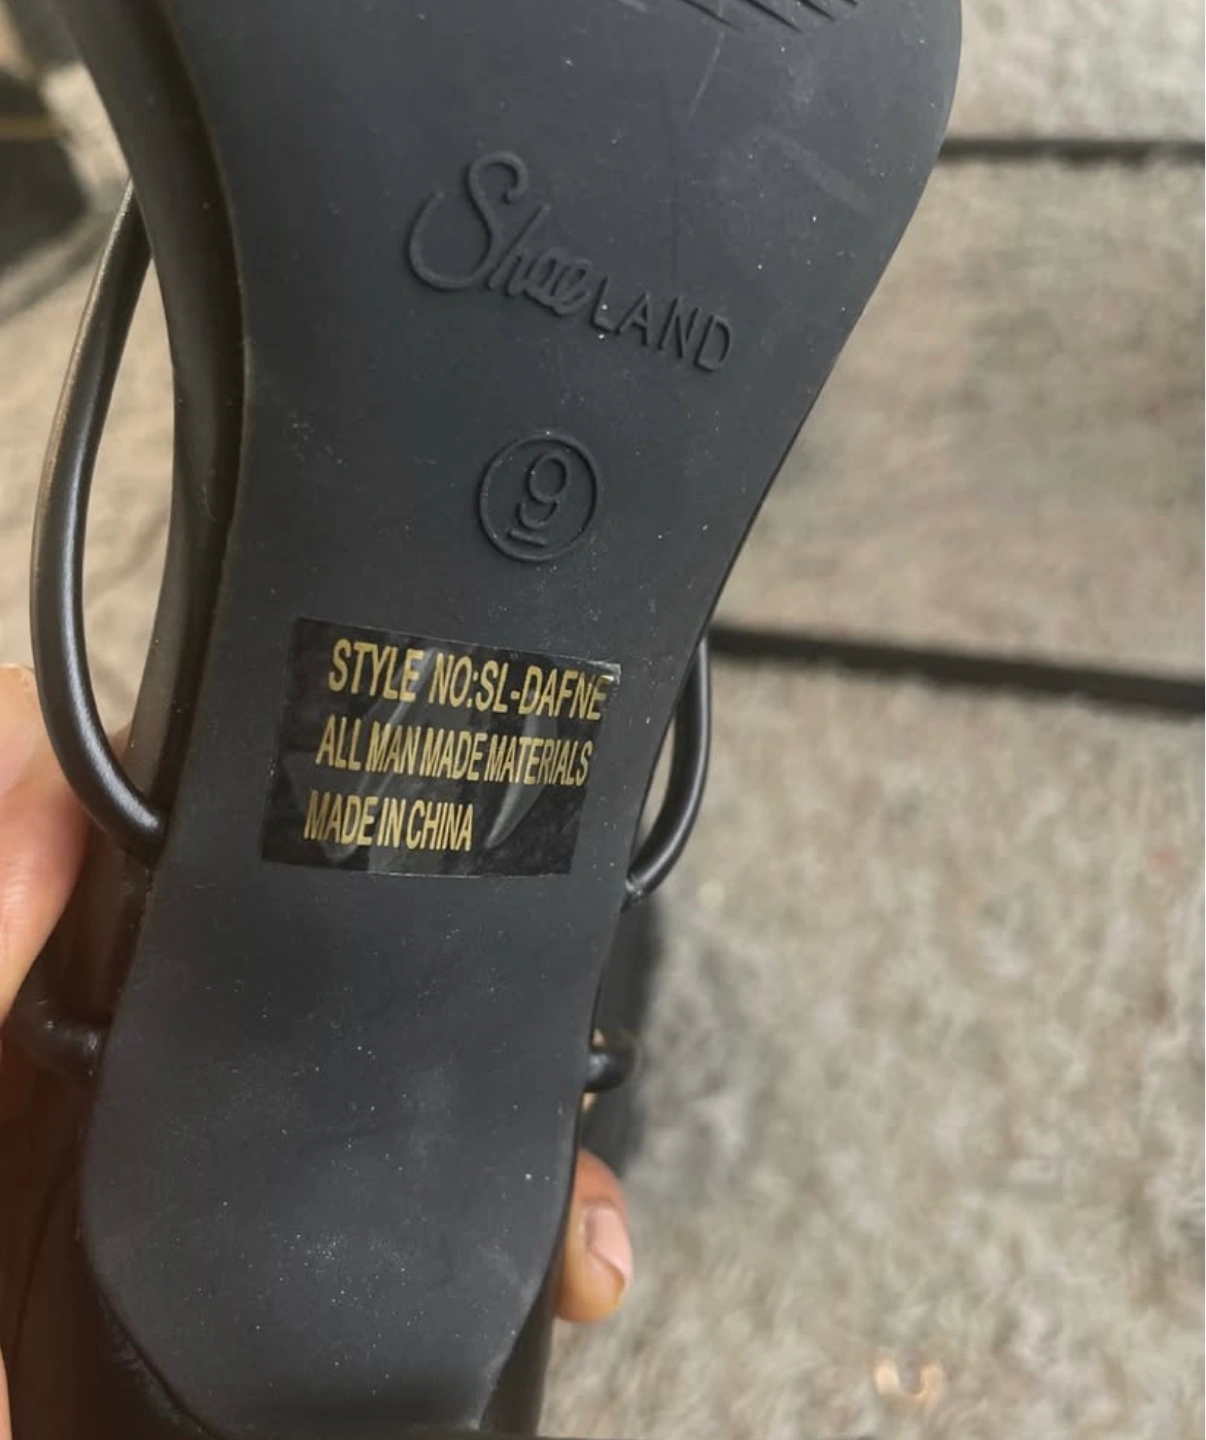 ShoeLAND
9
STYLE NO:SL-DAFNE
ALL MAN MADE MATERIALS
MADE IN CHINA